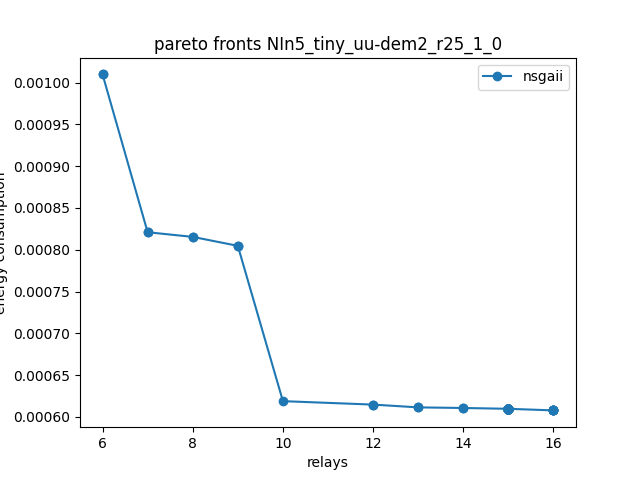 pareto fronts NIn5_tiny_uu-dem2_r25_1_0
nsgaii
0.00100
0.00095
0.00090
0.00085
0.00080
0.00075
0.00070
0.00065
0.00060
energy consumption
6 8 10 12 14 16
relays